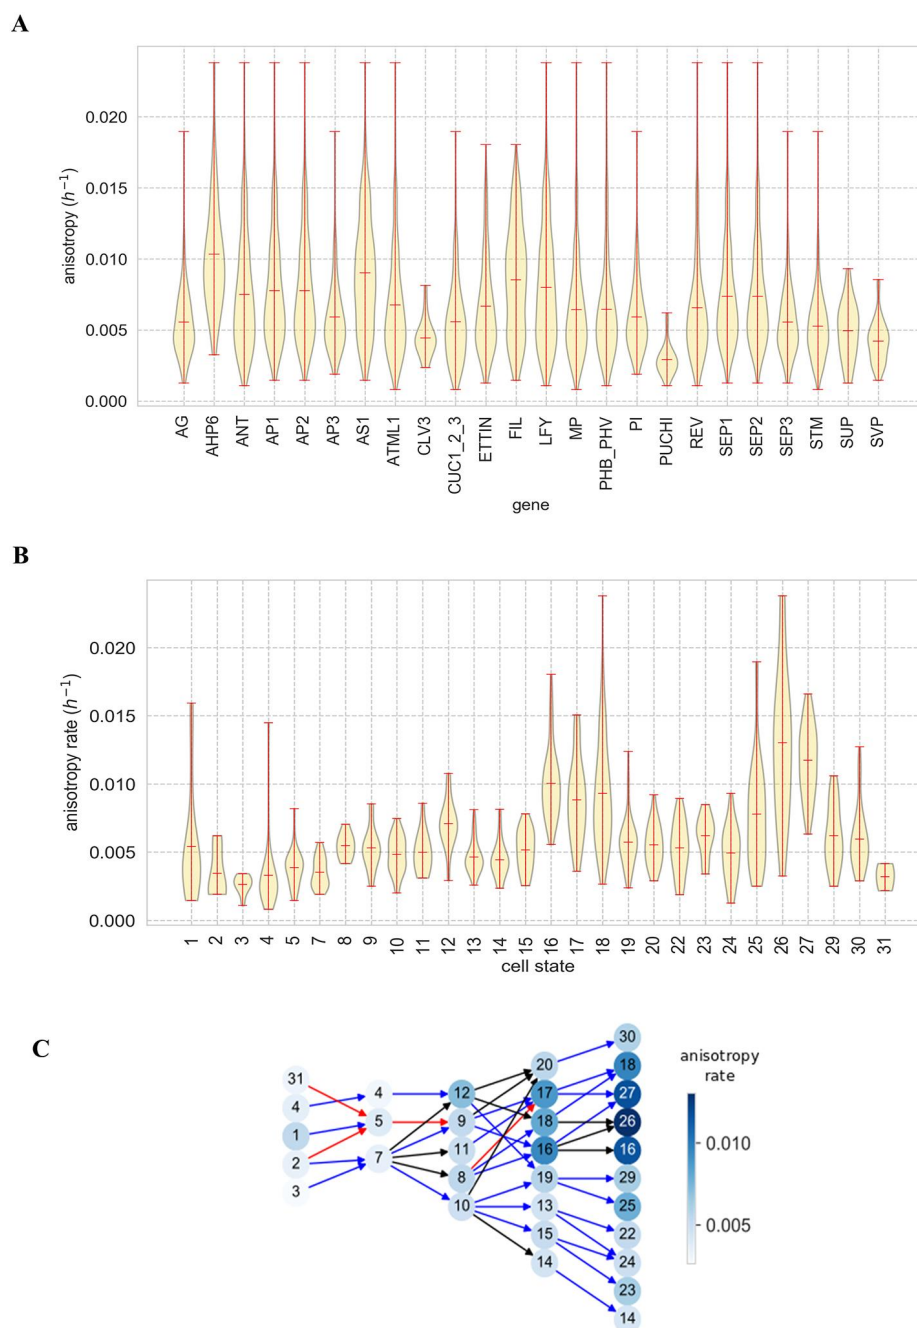 A
anisotropy (h⁻¹)
0.020
0.015
0.010
0.005
0.000
AG
AHP6
ANT
AP1
AP2
AP3
AS1
ATML1
CLV3
CUC1_2_3
ETTIN
FIL
LFY
MP
PHB_PHV
PI
PUCHI
REV
SEP1
SEP2
SEP3
STM
SUP
SVP
gene
B
anisotropy rate (h⁻¹)
0.020
0.015
0.010
0.005
0.000
1
2
3
4
5
7
8
9
10
11
12
13
14
15
16
17
18
19
20
22
23
24
25
26
27
29
30
31
cell state
C
31
4
1
2
3
4
5
7
12
9
11
8
10
20
17
18
16
19
13
15
14
30
18
27
26
16
29
25
22
24
23
14
anisotropy
rate
0.010
0.005